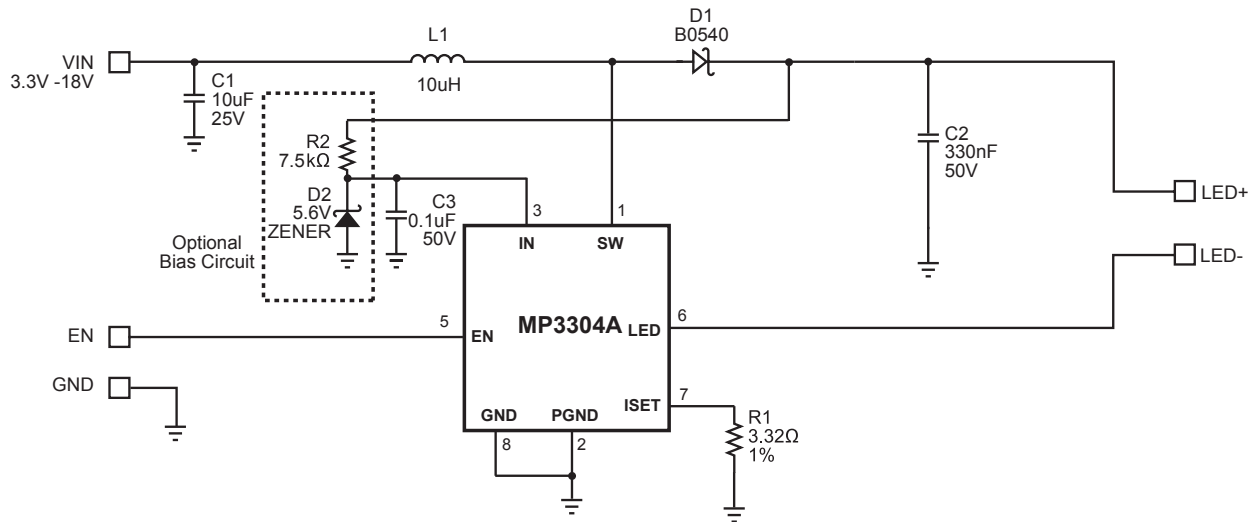 D1
B0540
L1
10uH
VIN
3.3V -18V
C1
10uF
25V
R2
7.5kΩ
D2
5.6V
ZENER
C3
0.1uF
50V
Optional
Bias Circuit
C2
330nF
50V
LED+
LED-
3
1
IN
SW
5
EN
EN
MP3304A
LED
6
GND
ISET
7
GND
PGND
8
2
R1
3.32Ω
1%